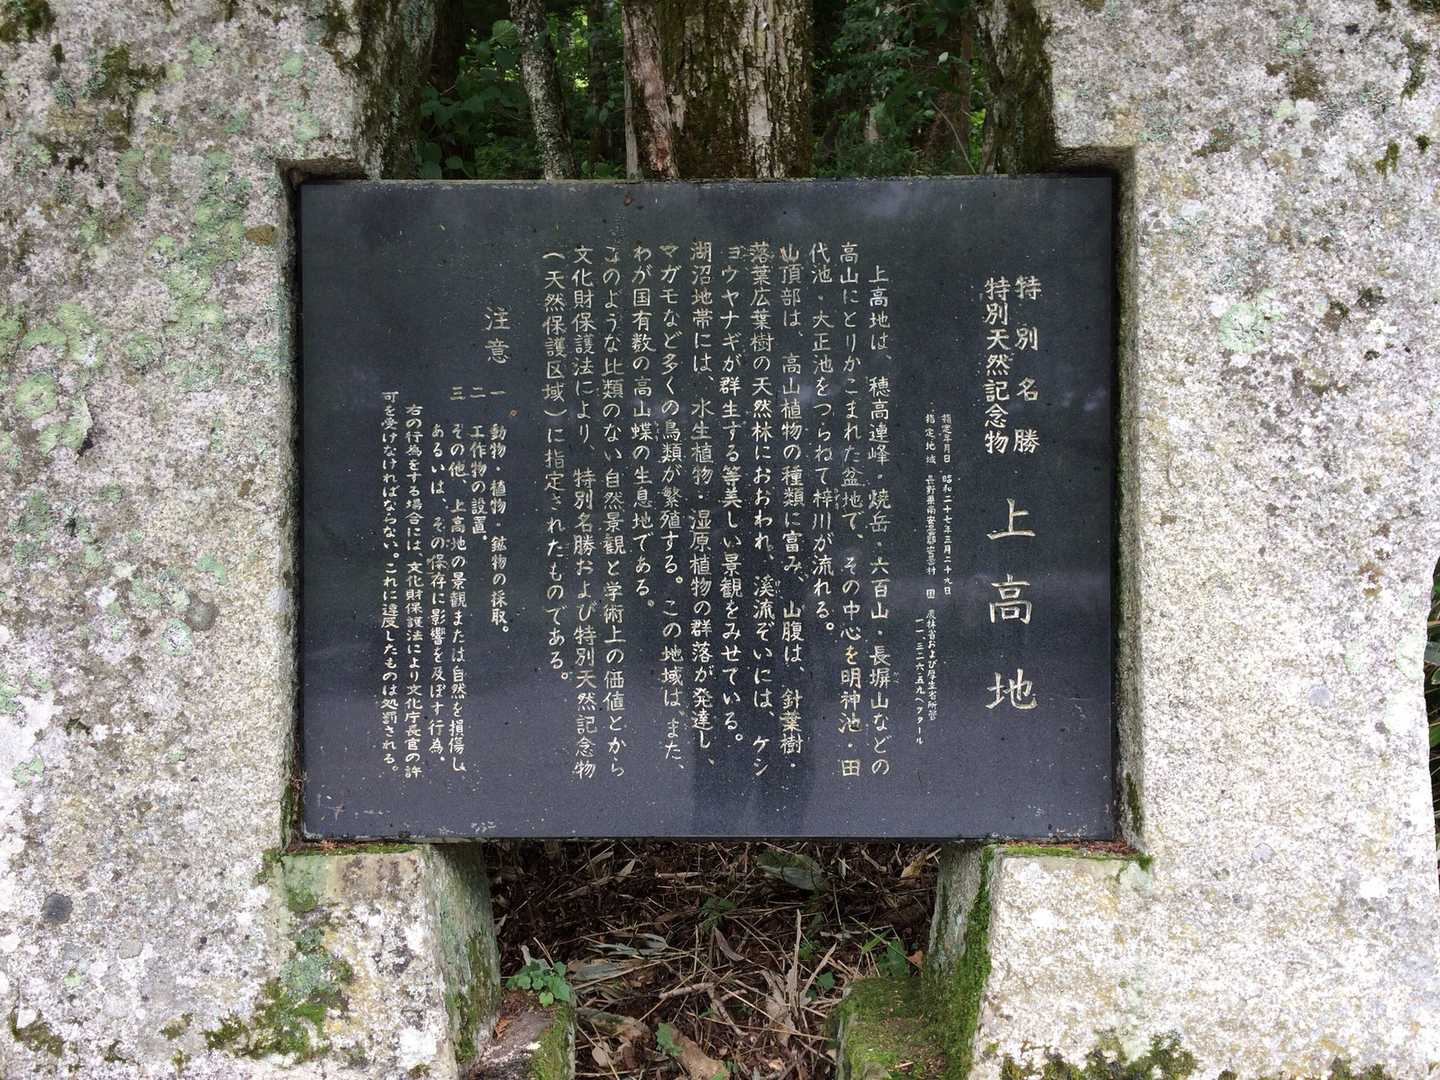 特別名勝
特別天然記念物
上高地
指定年月日 昭和二十七年三月二十九日
指定地域 長野県南安曇郡安曇村 国 農林省および厚生省所管
一一、三二六・五九ヘクタール
上高地は、穂高連峰・焼岳・六百山・長塀山などの
高山にとりかこまれた盆地で、その中心を明神池・田
代池・大正池をつらねて梓川が流れる。
山頂部は、高山植物の種類に富み、山腹は、針葉樹・
落葉広葉樹の天然林におおわれ、溪流ぞいには、ケシ
ョウヤナギが群生する等美しい景観をみせている。
湖沼地帯には、水生植物・湿原植物の群落が発達し、
マガモなど多くの鳥類が繁殖する。この地域は、また、
わが国有数の高山蝶の生息地である。
このような比類のない自然景観と学術上の価値とから
文化財保護法により、特別名勝および特別天然記念物
(天然保護区域)に指定されたものである。
注意
一 動物・植物・鉱物の採取。
二 工作物の設置。
三 その他、上高地の景観または自然を損傷し、
あるいは、その保存に影響を及ぼす行為。
右の行為をする場合には、文化財保護法により文化庁長官の許
可を受けなければならない。これに違反したものは処罰される。